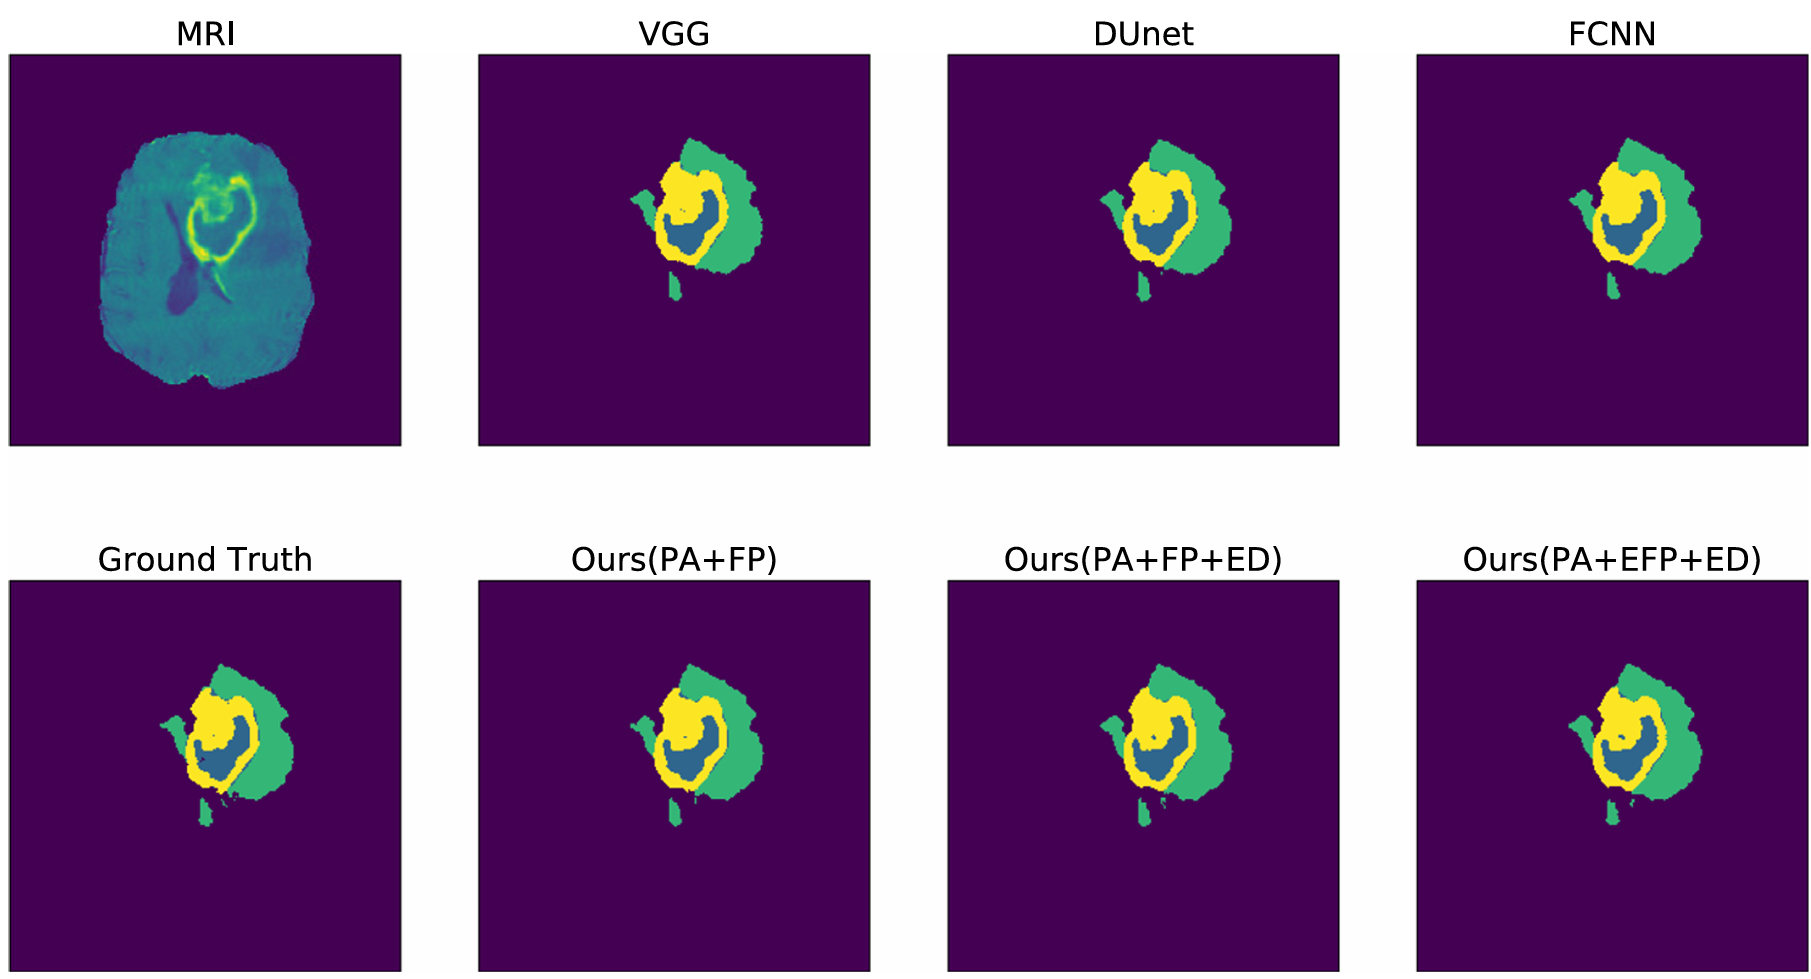 MRI
VGG
DUnet
FCNN
Ground Truth
Ours(PA+FP)
Ours(PA+FP+ED)
Ours(PA+EFP+ED)